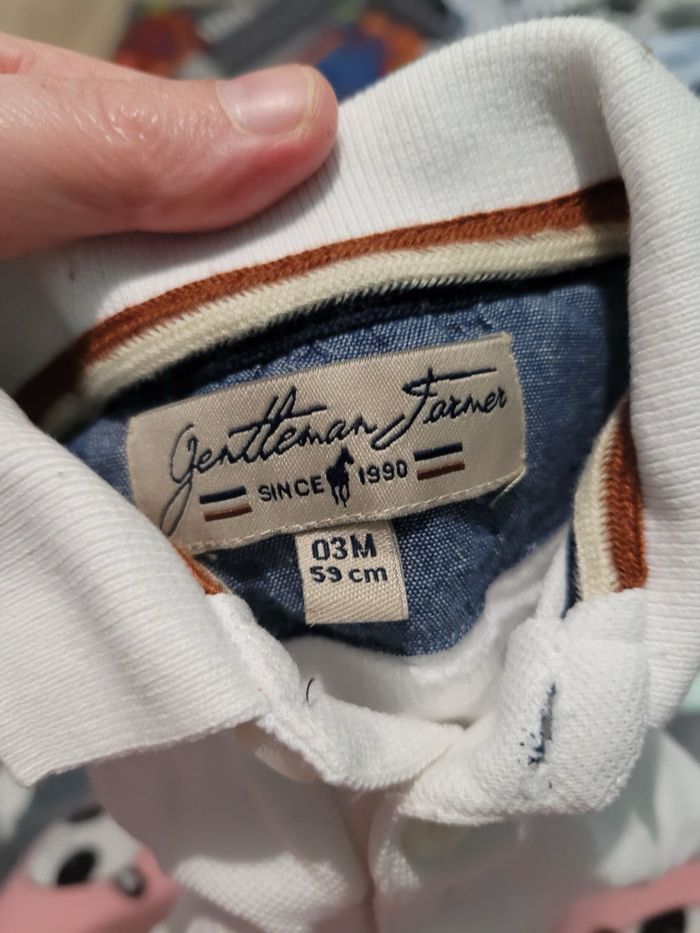 Gentleman Farmer
SINCE 1990
03M
59 cm